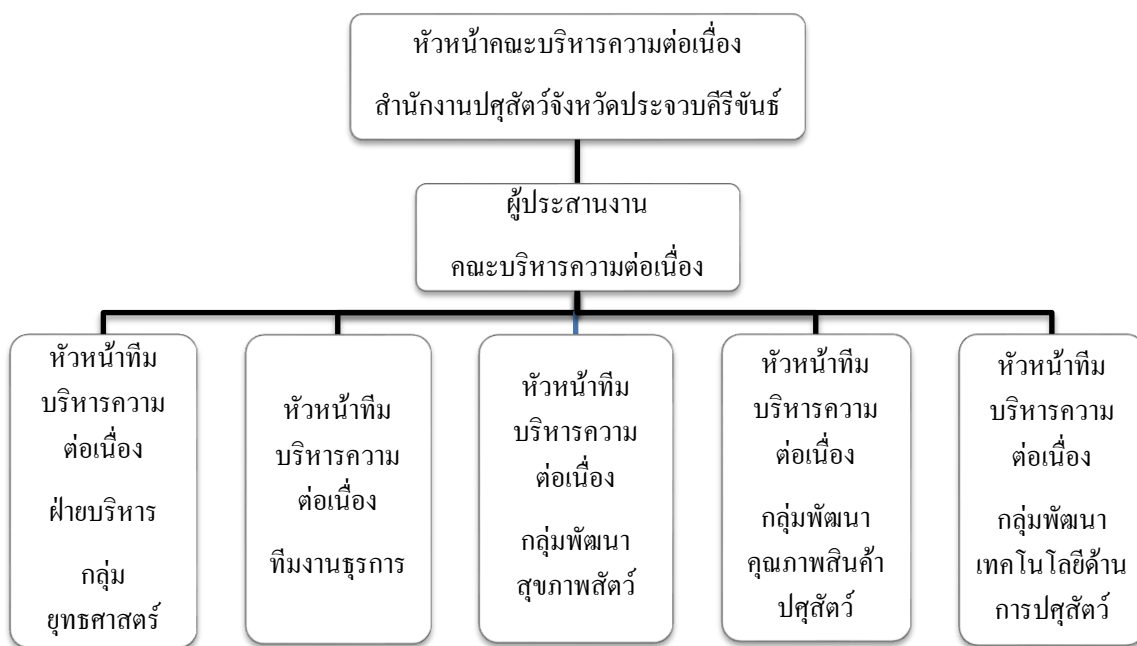 หัวหน้าคณะบริหารความต่อเนื่อง
สำนักงานปศุสัตว์จังหวัดประจวบคีรีขันธ์
ผู้ประสานงาน
คณะบริหารความต่อเนื่อง
หัวหน้าทีม
บริหารความ
ต่อเนื่อง
ฝ่ายบริหาร
กลุ่ม
ยุทธศาสตร์
หัวหน้าทีม
บริหารความ
ต่อเนื่อง
ทีมงานธุรการ
หัวหน้าทีม
บริหารความ
ต่อเนื่อง
กลุ่มพัฒนา
สุขภาพสัตว์
หัวหน้าทีม
บริหารความ
ต่อเนื่อง
กลุ่มพัฒนา
คุณภาพสินค้า
ปศุสัตว์
หัวหน้าทีม
บริหารความ
ต่อเนื่อง
กลุ่มพัฒนา
เทคโนโลยีด้าน
การปศุสัตว์